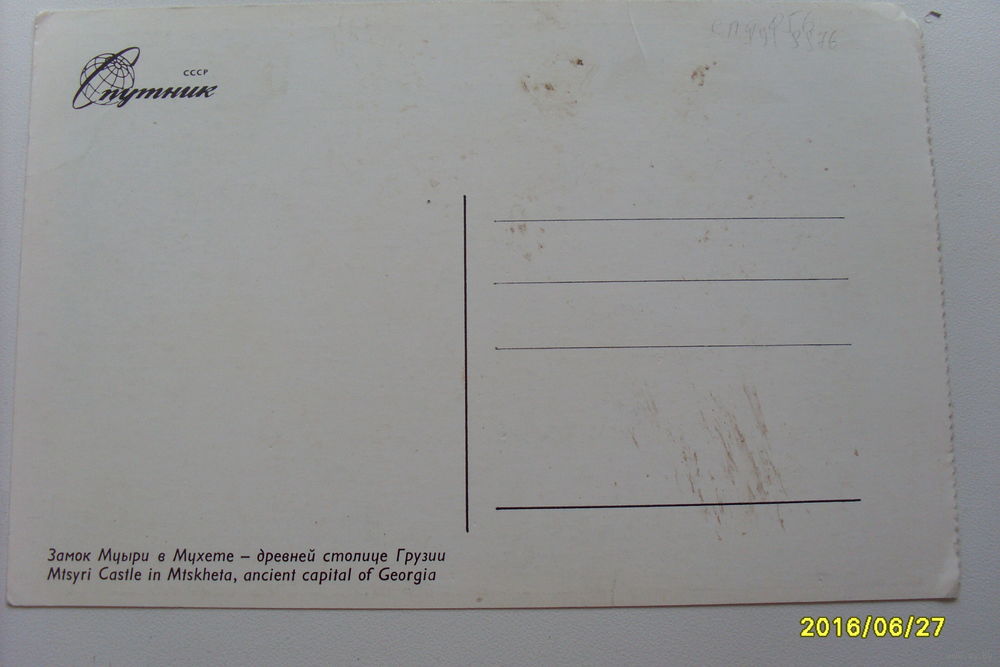 СССР
Спутник
Замок Мцыри в Мцхете – древней столице Грузии
Mtsyri Castle in Mtskheta, ancient capital of Georgia
2016/06/27